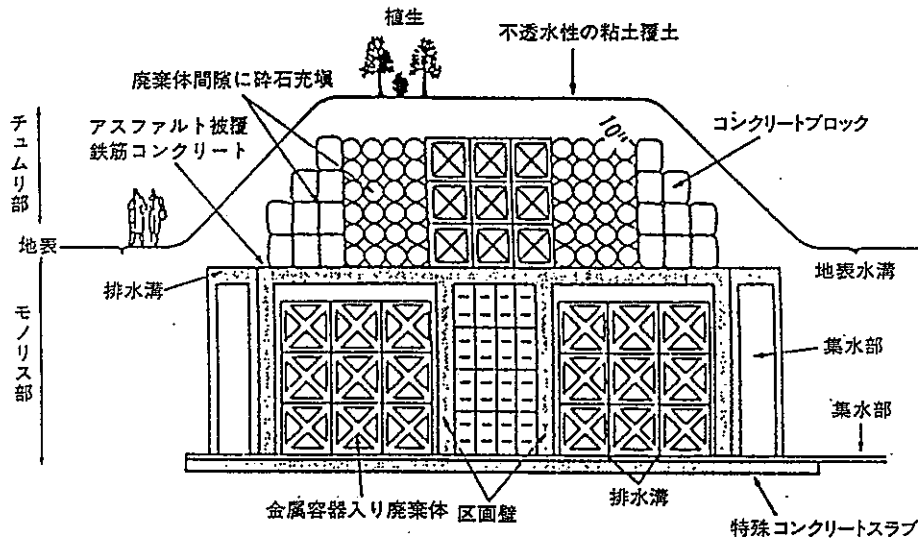 植生
不透水性の粘土覆土
廃棄体間隙に砕石充塡
コンクリートブロック
アスファルト被覆
鉄筋コンクリート
チュムリ部
地表
地表水溝
排水溝
モノリス部
集水部
集水部
金属容器入り廃棄体
区画壁
排水溝
特殊コンクリートスラブ